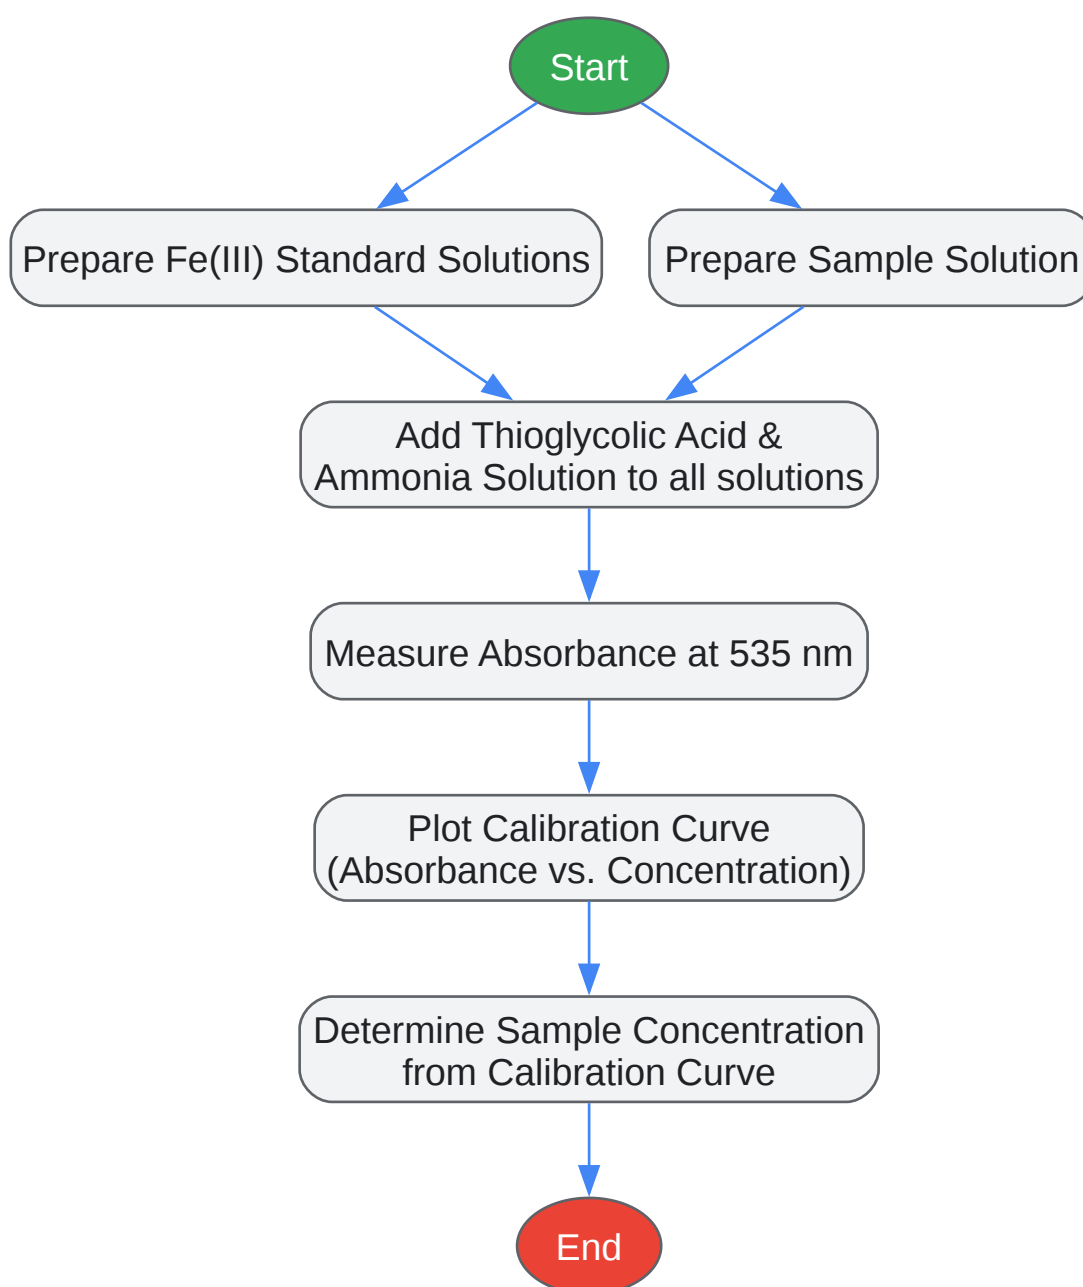 Start
Prepare Fe(III) Standard Solutions
Prepare Sample Solution
Add Thioglycolic Acid &
Ammonia Solution to all solutions
Measure Absorbance at 535 nm
Plot Calibration Curve
(Absorbance vs. Concentration)
Determine Sample Concentration
from Calibration Curve
End